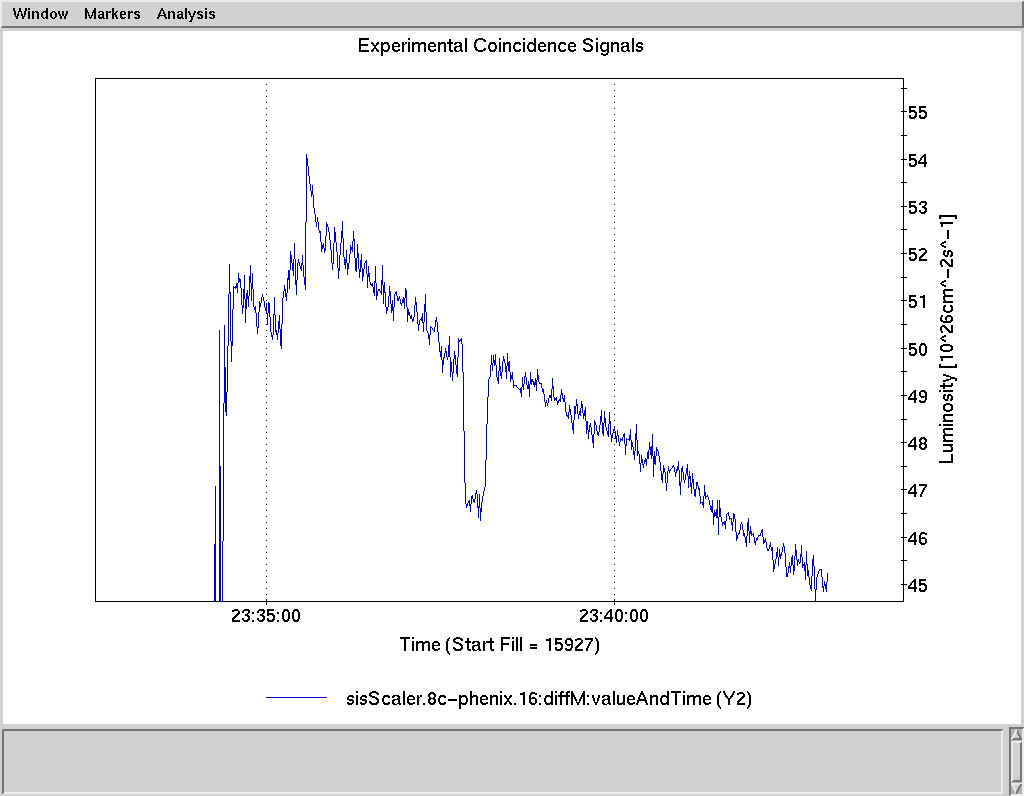 Window Markers Analysis
Experimental Coincidence Signals
55
54
53
52
51
50
49
48
47
46
45
Luminosity [10^26cm^-2s^-1]
23:35:00 23:40:00
Time (Start Fill = 15927)
sisScaler.8c-phenix.16:diffM:valueAndTime (Y2)